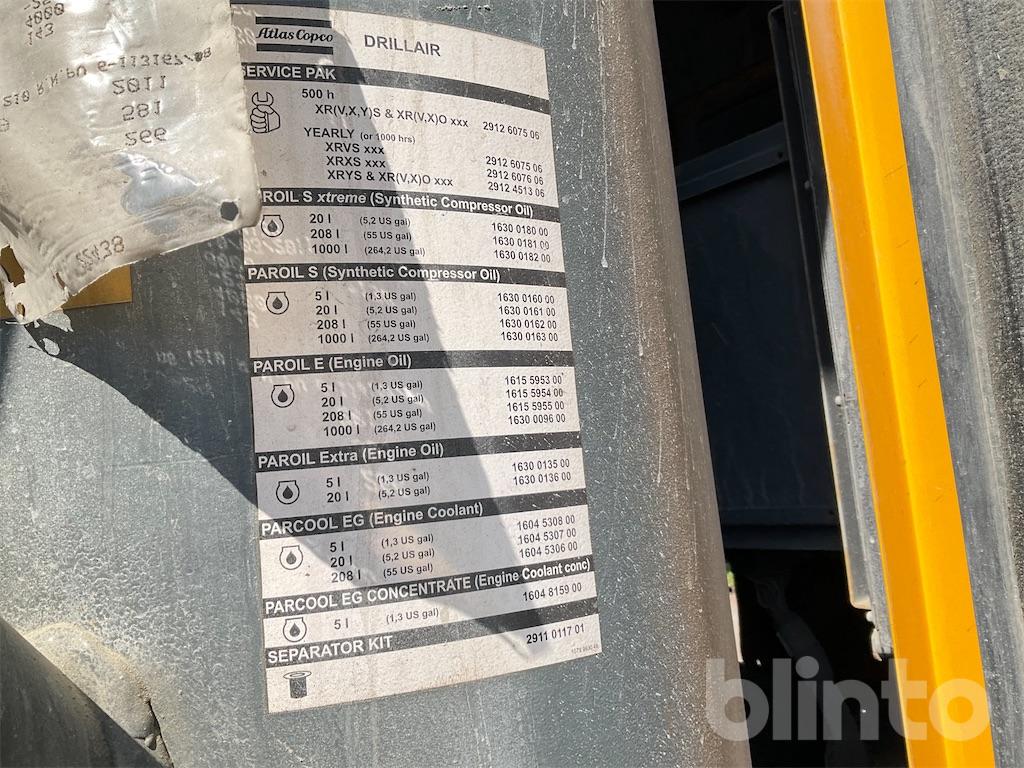 143
2011
581
266
22438
Atlas Copco DRILLAIR
SERVICE PAK
500 h
XR(V,X,Y)S & XR(V,X)O xxx 2912 6075 06
YEARLY (or 1000 hrs)
XRVS xxx 2912 6075 06
XRXS xxx 2912 6076 06
XRYS & XR(V,X)O xxx 2912 4513 06
PAROIL S xtreme (Synthetic Compressor Oil)
20 l (5,2 US gal) 1630 0180 00
208 l (55 US gal) 1630 0181 00
1000 l (264,2 US gal) 1630 0182 00
PAROIL S (Synthetic Compressor Oil)
5 l (1,3 US gal) 1630 0160 00
20 l (5,2 US gal) 1630 0161 00
208 l (55 US gal) 1630 0162 00
1000 l (264,2 US gal) 1630 0163 00
PAROIL E (Engine Oil)
5 l (1,3 US gal) 1615 5953 00
20 l (5,2 US gal) 1615 5954 00
208 l (55 US gal) 1615 5955 00
1000 l (264,2 US gal) 1630 0096 00
PAROIL Extra (Engine Oil)
5 l (1,3 US gal) 1630 0135 00
20 l (5,2 US gal) 1630 0136 00
PARCOOL EG (Engine Coolant)
5 l (1,3 US gal) 1604 5308 00
20 l (5,2 US gal) 1604 5307 00
208 l (55 US gal) 1604 5306 00
PARCOOL EG CONCENTRATE (Engine Coolant conc)
5 l (1,3 US gal) 1604 8159 00
SEPARATOR KIT 2911 0117 01
blinto